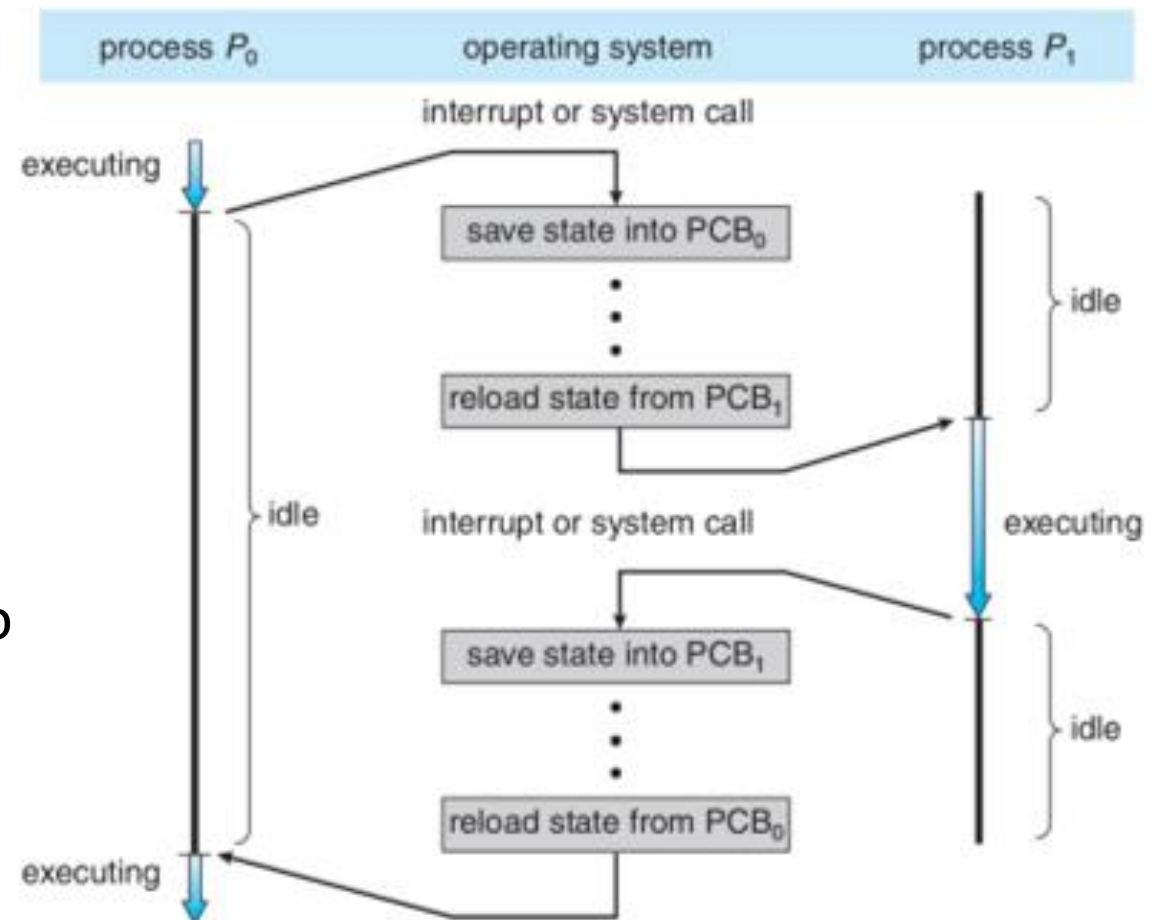 process P₀ operating system process P₁
interrupt or system call
executing
save state into PCB₀
idle
reload state from PCB₁
idle
interrupt or system call
executing
save state into PCB₁
idle
reload state from PCB₀
executing